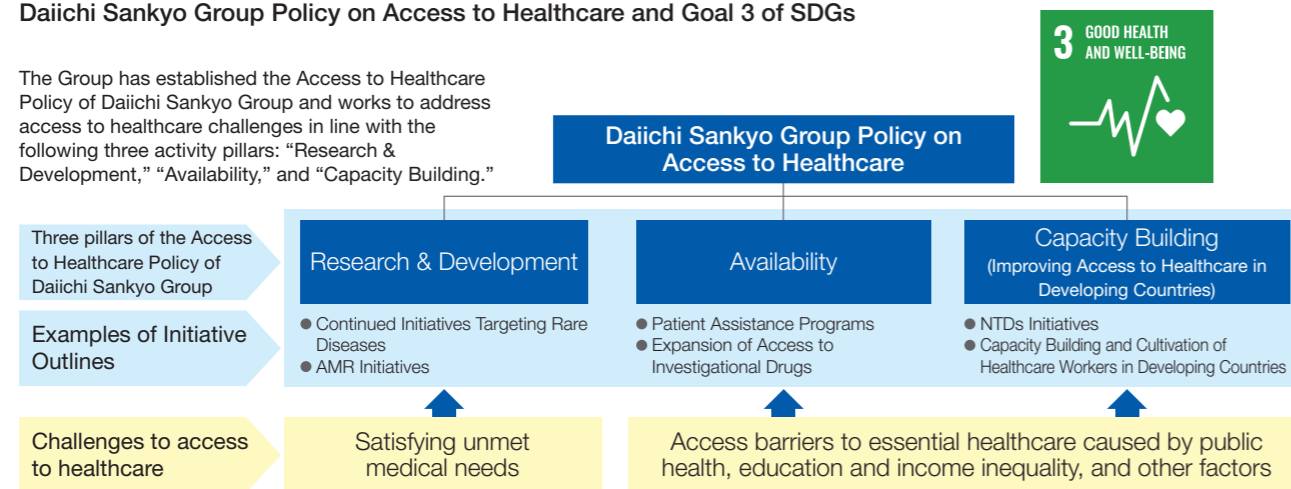 Daiichi Sankyo Group Policy on Access to Healthcare and Goal 3 of SDGs
3 GOOD HEALTH
AND WELL-BEING
The Group has established the Access to Healthcare
Policy of Daiichi Sankyo Group and works to address
access to healthcare challenges in line with the
following three activity pillars: “Research &
Development,” “Availability,” and “Capacity Building.”
Daiichi Sankyo Group Policy on
Access to Healthcare
Three pillars of the Access
to Healthcare Policy of
Daiichi Sankyo Group
Research & Development
Availability
Capacity Building
(Improving Access to Healthcare in
Developing Countries)
Examples of Initiative
Outlines
● Continued Initiatives Targeting Rare
Diseases
● AMR Initiatives
● Patient Assistance Programs
● Expansion of Access to
Investigational Drugs
● NTDs Initiatives
● Capacity Building and Cultivation of
Healthcare Workers in Developing Countries
Challenges to access
to healthcare
Satisfying unmet
medical needs
Access barriers to essential healthcare caused by public
health, education and income inequality, and other factors